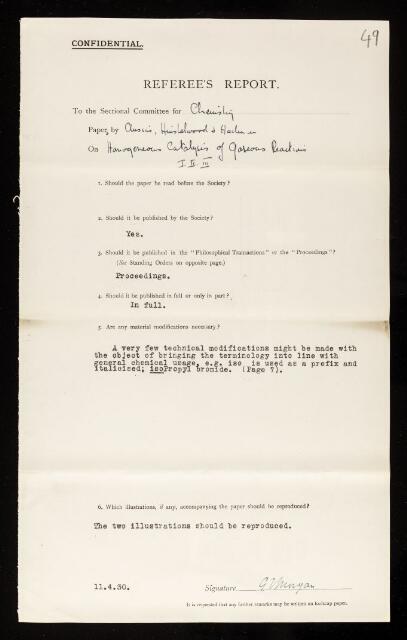 49
CONFIDENTIAL.
REFEREE'S REPORT.
To the Sectional Committee for Chemistry
Paper, by Hinshelwood &
On Homogeneous Catalysis of Gaseous Reactions
I. II. III
1. Should the paper be read before the Society?
2. Should it be published by the Society?
Yes.
3. Should it be published in the "Philosophical Transactions" or the "Proceedings"?
(See Standing Orders on opposite page.)
Proceedings.
4. Should it be published in full or only in part?
In full.
5. Are any material modifications necessary?
A very few technical modifications might be made with
the object of bringing the terminology into line with
general chemical usage, e.g. iso is used as a prefix and
italicised; isoPropyl bromide. (Page 7).
6. Which illustrations, if any, accompanying the paper should be reproduced?
The two illustrations should be reproduced.
11.4.30. Signature G T Morgan
It is requested that any further remarks may be written on foolscap paper.